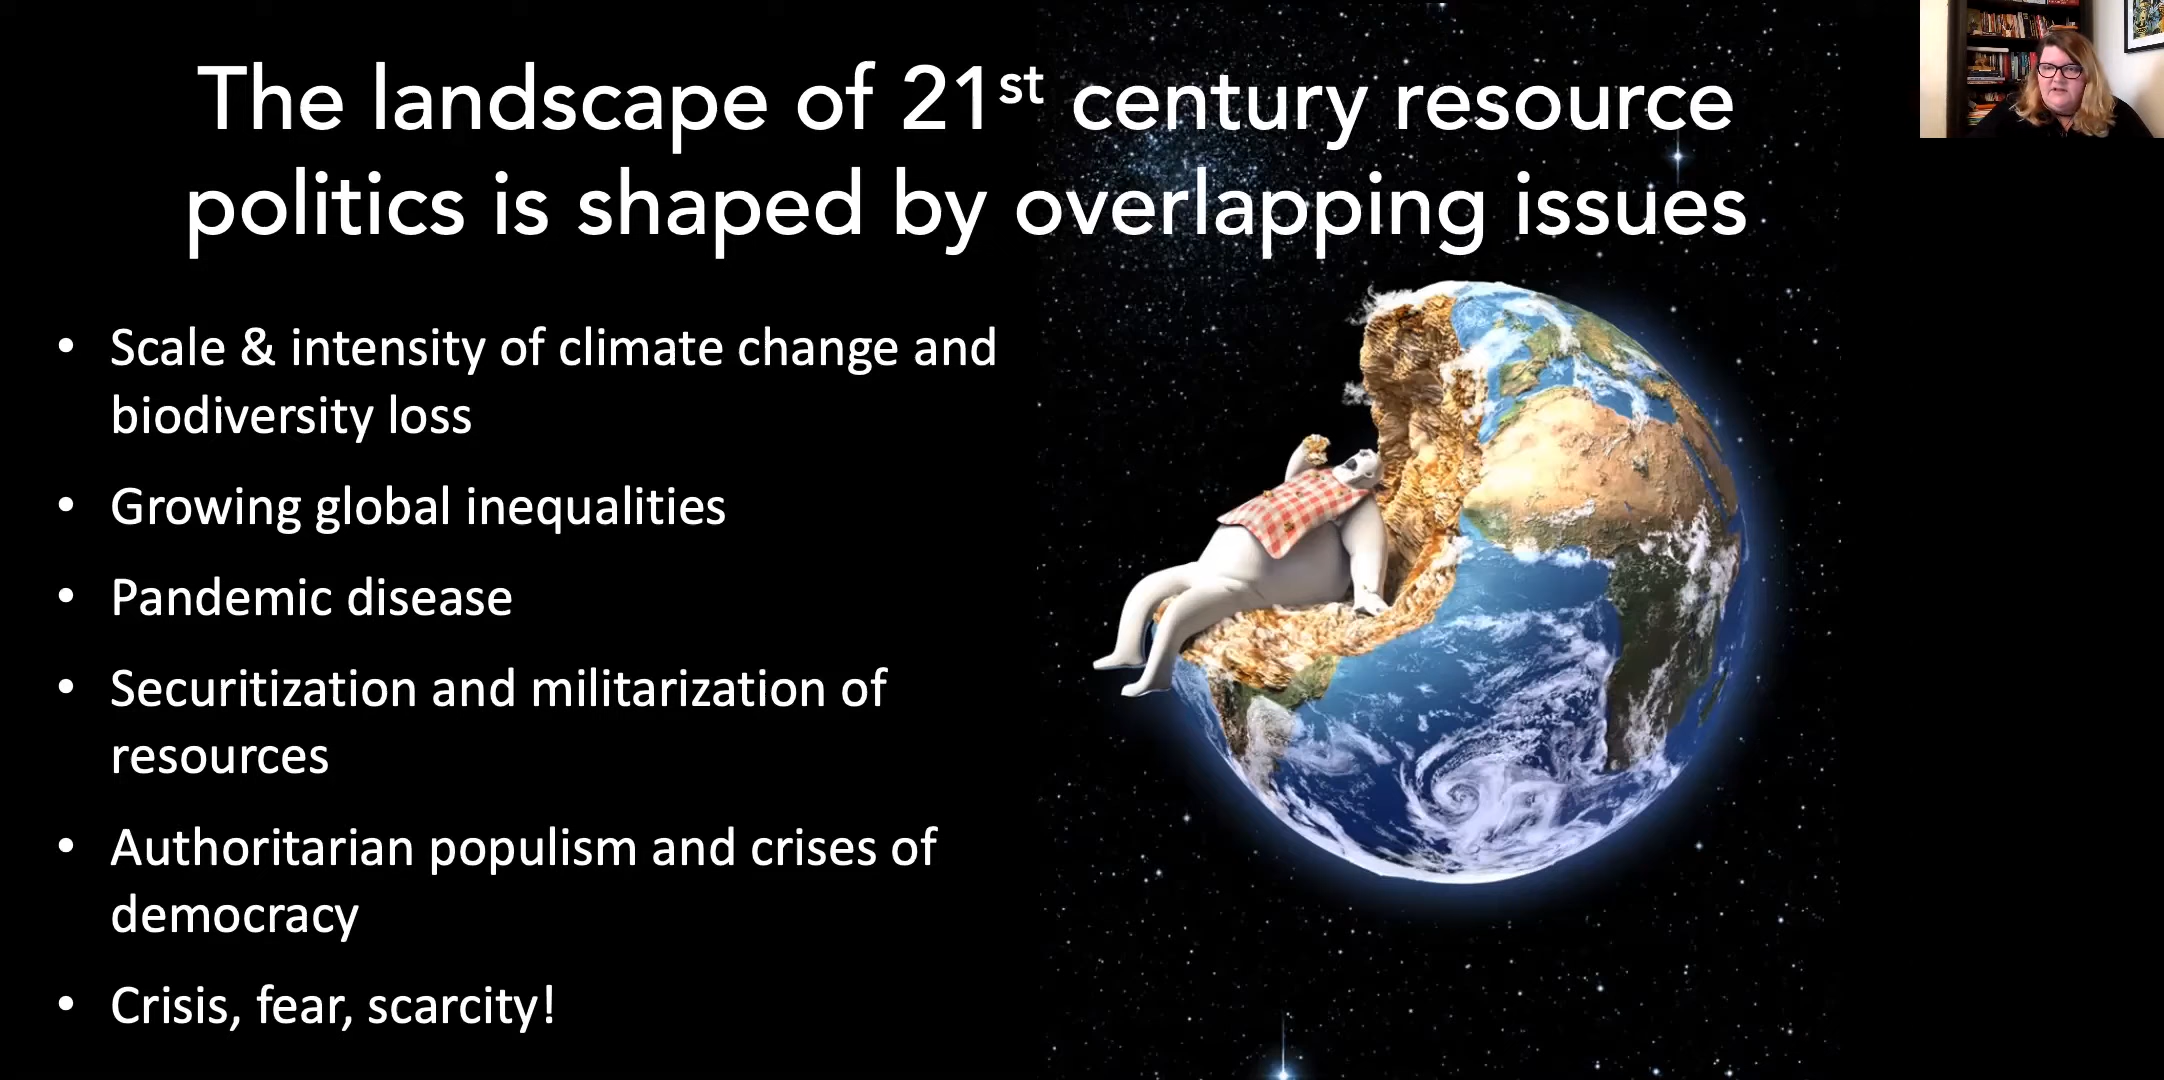 The landscape of 21st century resource
politics is shaped by overlapping issues
• Scale & intensity of climate change and
biodiversity loss
• Growing global inequalities
• Pandemic disease
• Securitization and militarization of
resources
• Authoritarian populism and crises of
democracy
• Crisis, fear, scarcity!